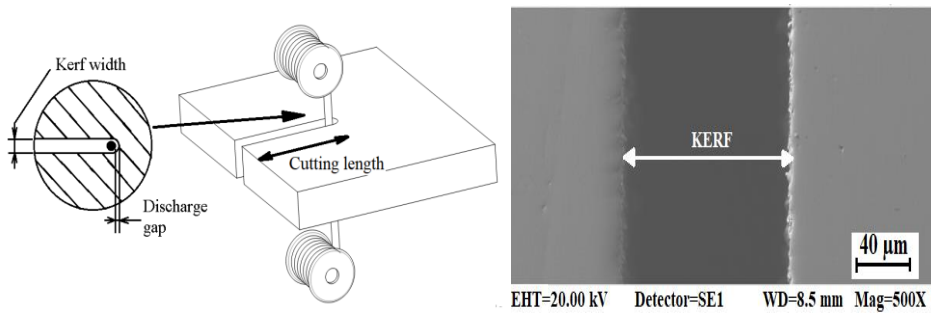 Kerf width
Cutting length
Discharge
gap
KERF
40 µm
EHT=20.00 kV Detector=SE1 WD=8.5 mm Mag=500X